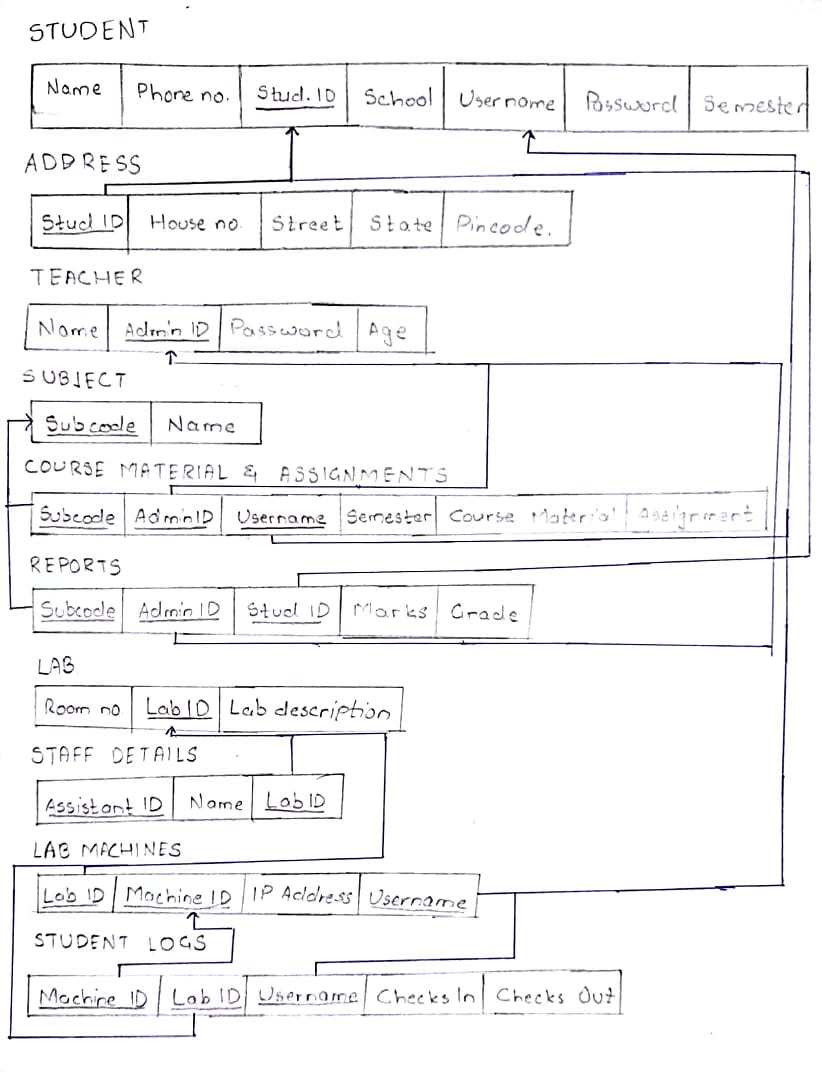 STUDENT
Name Phone no. Stud. ID School Username Password Semester
ADDRESS
Stud ID House no. Street State Pincode.
TEACHER
Name Admin ID Password Age
SUBJECT
Subcode Name
COURSE MATERIAL & ASSIGNMENTS
Subcode AdminID Username Semester Course Material Assignment
REPORTS
Subcode Admin ID Stud ID Marks Grade
LAB
Room no Lab ID Lab description
STAFF DETAILS
Assistant ID Name Lab ID
LAB MACHINES
Lab ID Machine ID IP Address Username
STUDENT LOGS
Machine ID Lab ID Username Checks In Checks Out